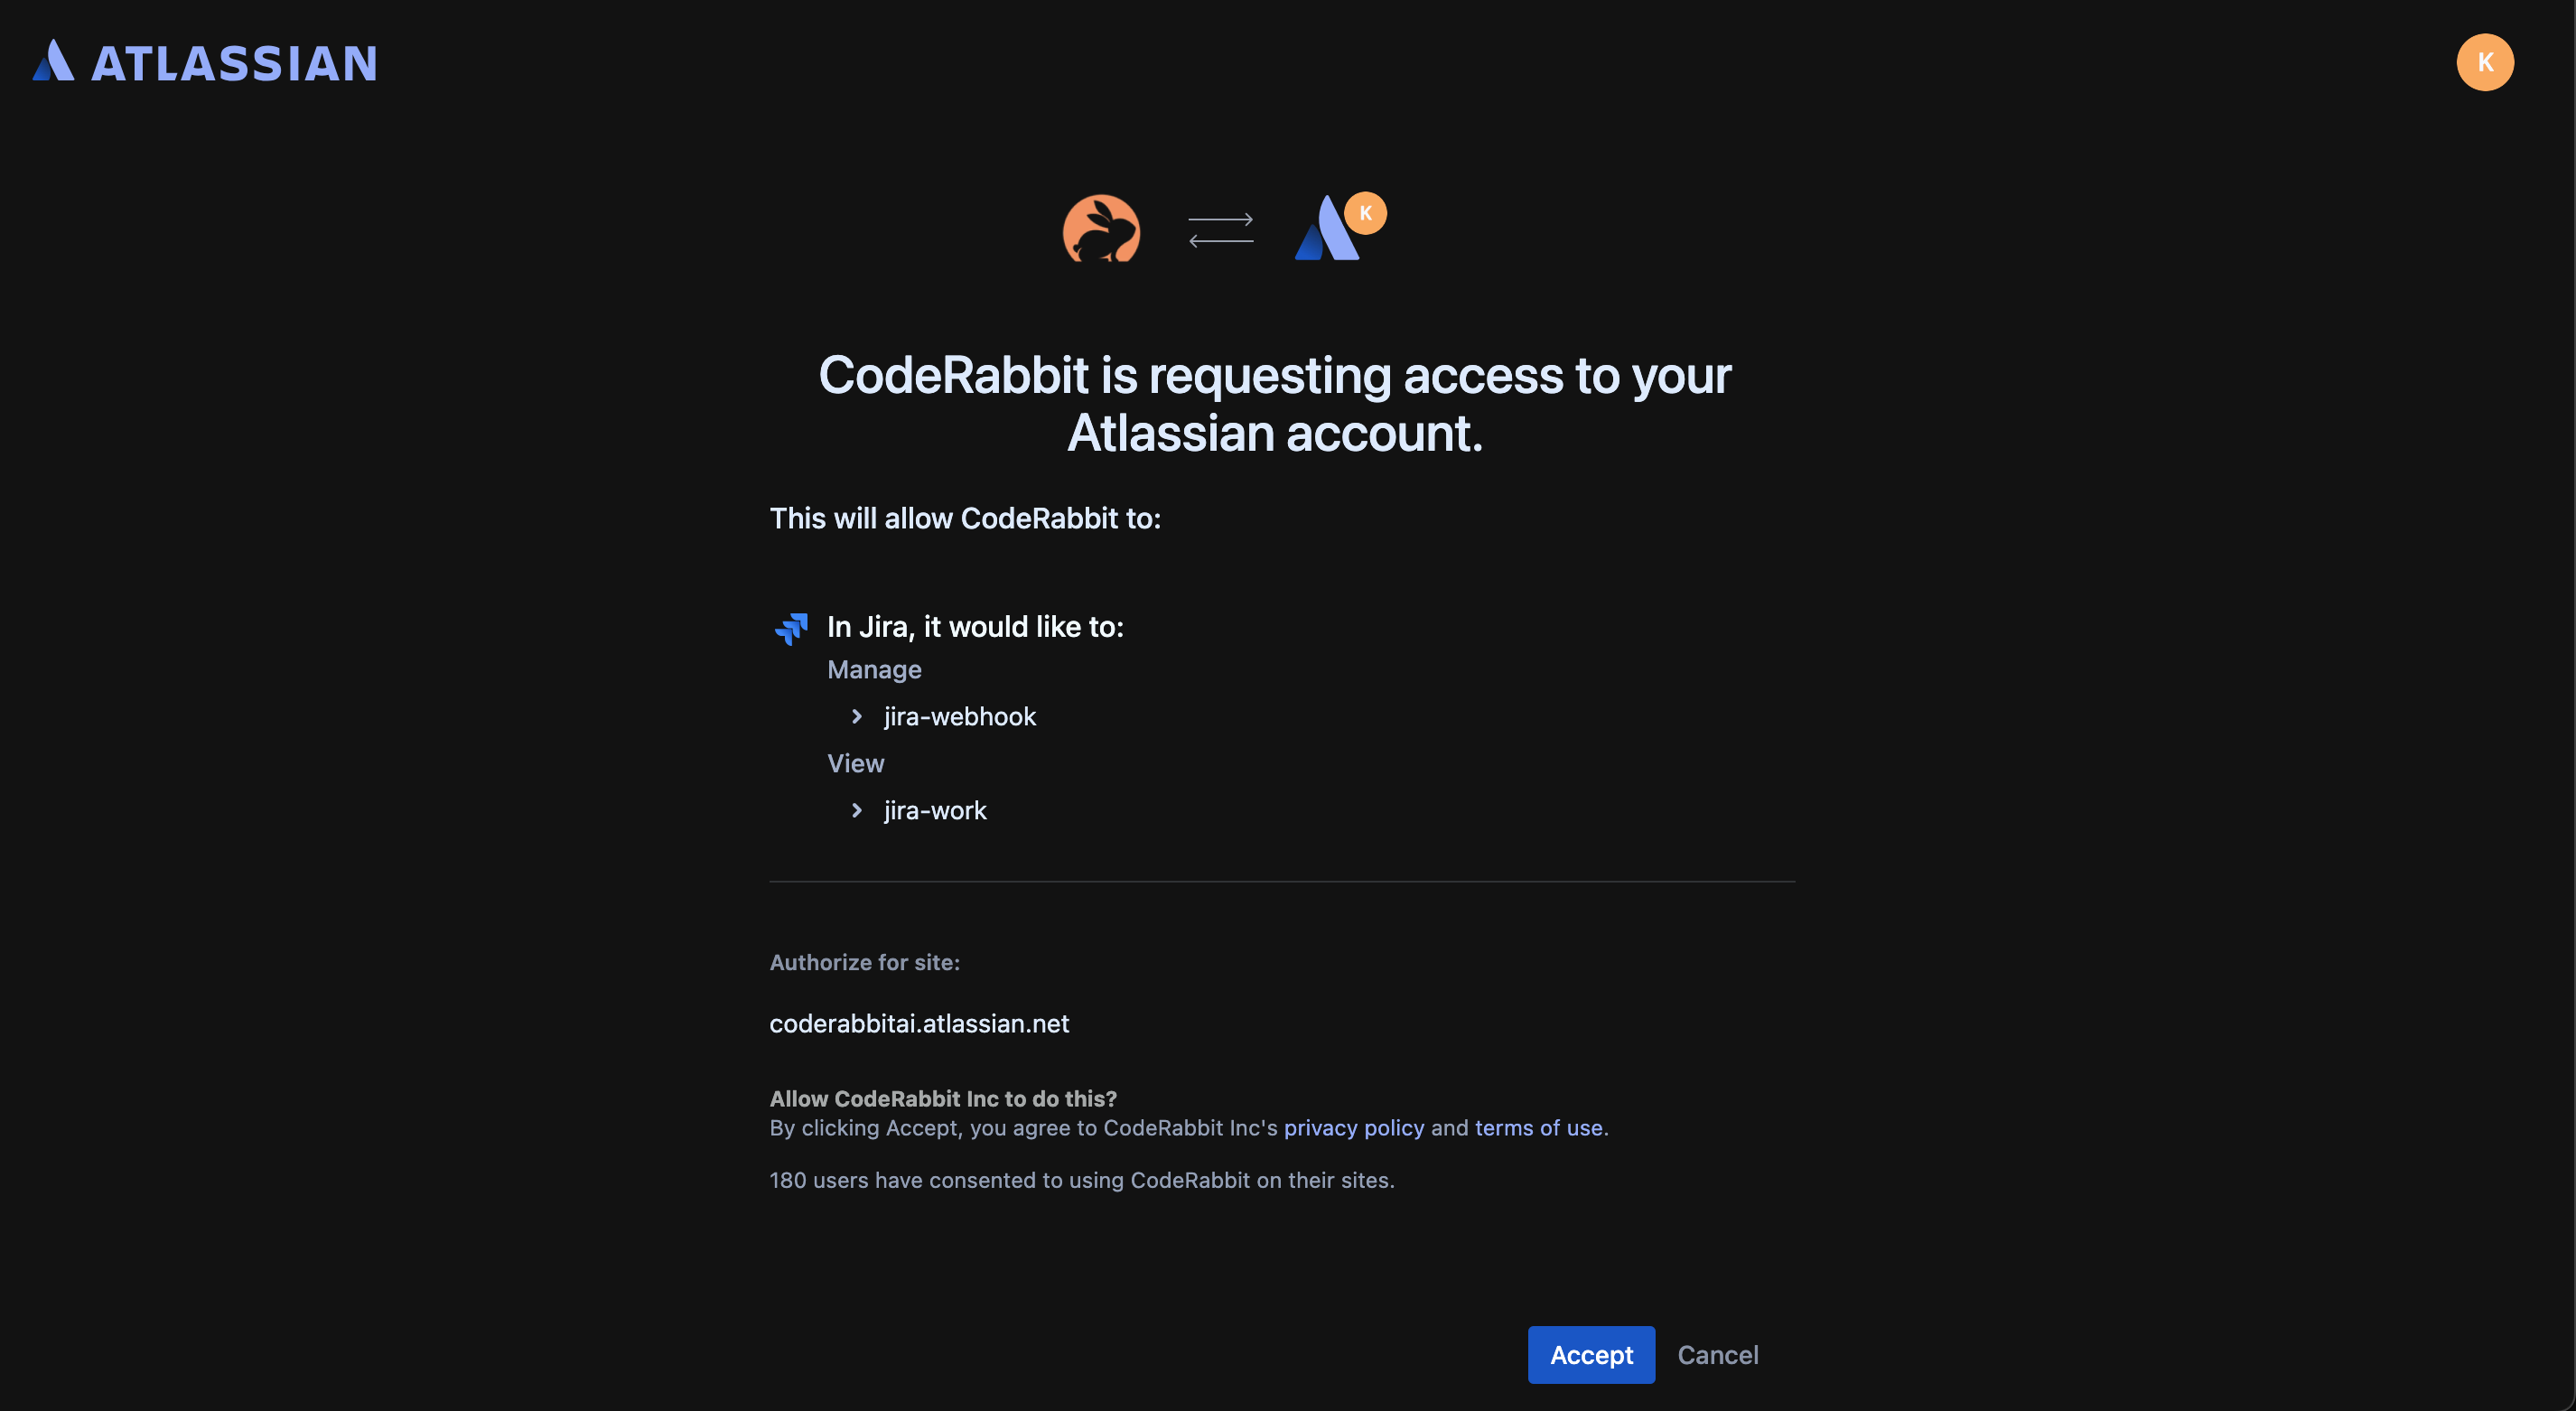 ATLASSIAN
K
K
CodeRabbit is requesting access to your
Atlassian account.
This will allow CodeRabbit to:
In Jira, it would like to:
Manage
jira-webhook
View
jira-work
Authorize for site:
coderabbitai.atlassian.net
Allow CodeRabbit Inc to do this?
By clicking Accept, you agree to CodeRabbit Inc's privacy policy and terms of use.
180 users have consented to using CodeRabbit on their sites.
Accept Cancel